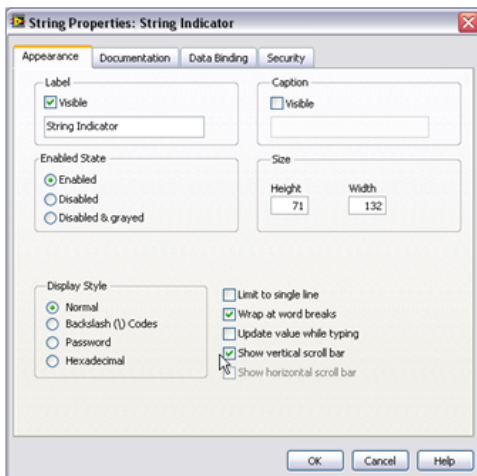 String Properties: String Indicator
Appearance Documentation Data Binding Security
Label
Visible
String Indicator
Caption
Visible
Enabled State
Enabled
Disabled
Disabled & grayed
Size
Height Width
71 132
Display Style
Normal
Backslash (\) Codes
Password
Hexadecimal
Limit to single line
Wrap at word breaks
Update value while typing
Show vertical scroll bar
Show horizontal scroll bar
OK Cancel Help